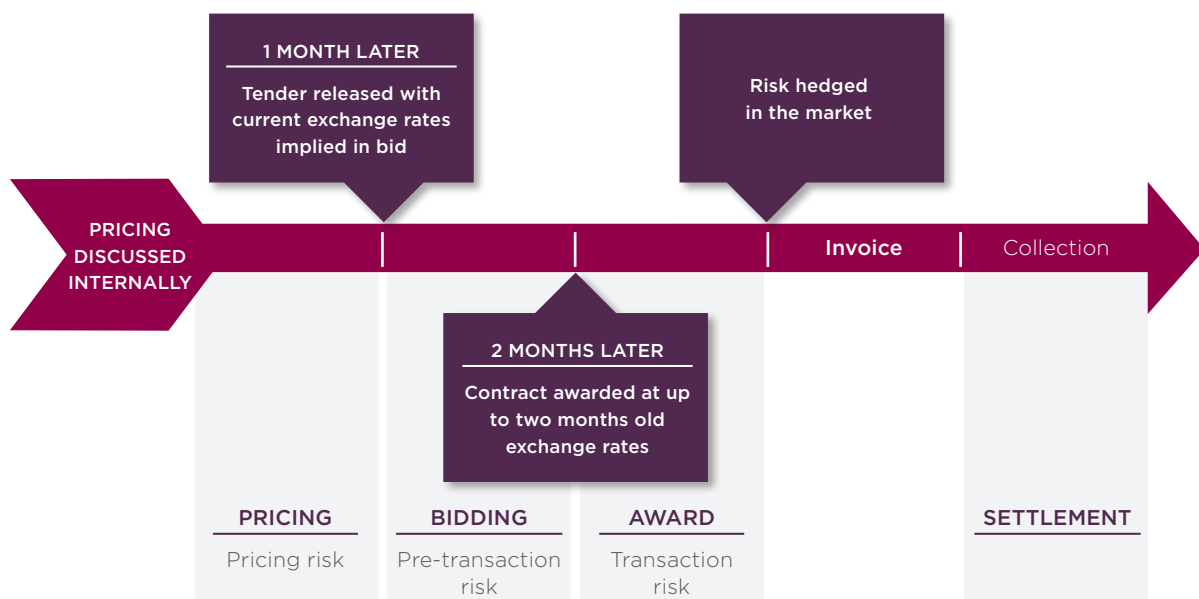 1 MONTH LATER
Tender released with
current exchange rates
implied in bid
Risk hedged
in the market
PRICING
DISCUSSED
INTERNALLY
Invoice
Collection
2 MONTHS LATER
Contract awarded at up
to two months old
exchange rates
PRICING
Pricing risk
BIDDING
Pre-transaction
risk
AWARD
Transaction
risk
SETTLEMENT